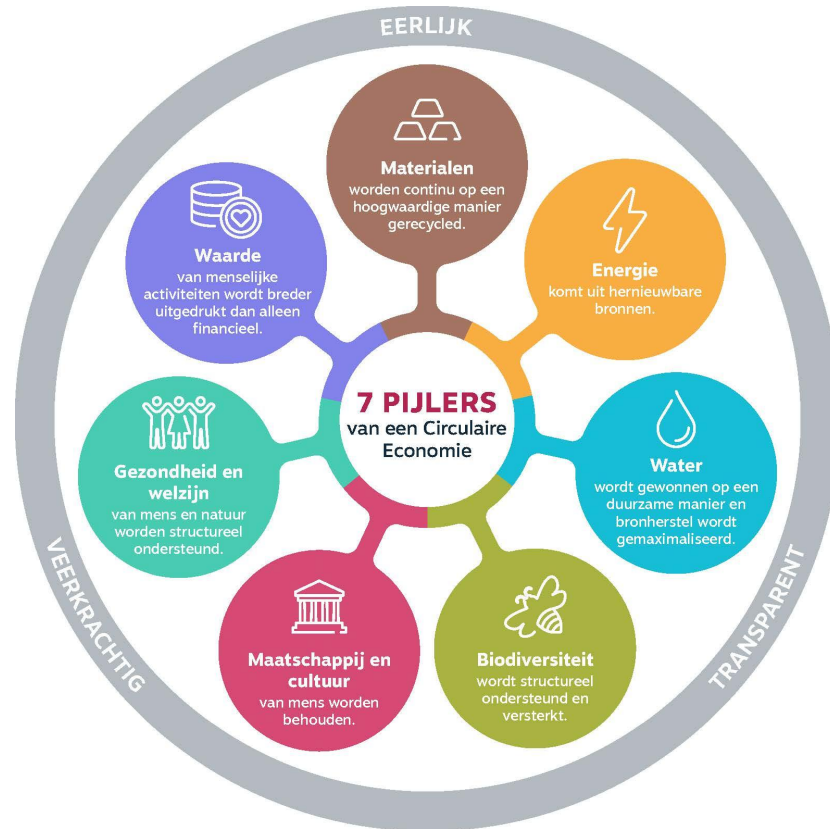 EERLIJK
Materialen
worden continu op een
hoogwaardige manier
gerecycled.
Energie
komt uit hernieuwbare
bronnen.
Waarde
van menselijke
activiteiten wordt breder
uitgedrukt dan alleen
financieel.
7 PIJLERS
van een Circulaire
Economie
Water
wordt gewonnen op een
duurzame manier en
bronherstel wordt
gemaximaliseerd.
Gezondheid en
welzijn
van mens en natuur
worden structureel
ondersteund.
Maatschappij en
cultuur
van mens worden
behouden.
Biodiversiteit
wordt structureel
ondersteund en
versterkt.
VEERKRACHTIG
TRANSPARENT